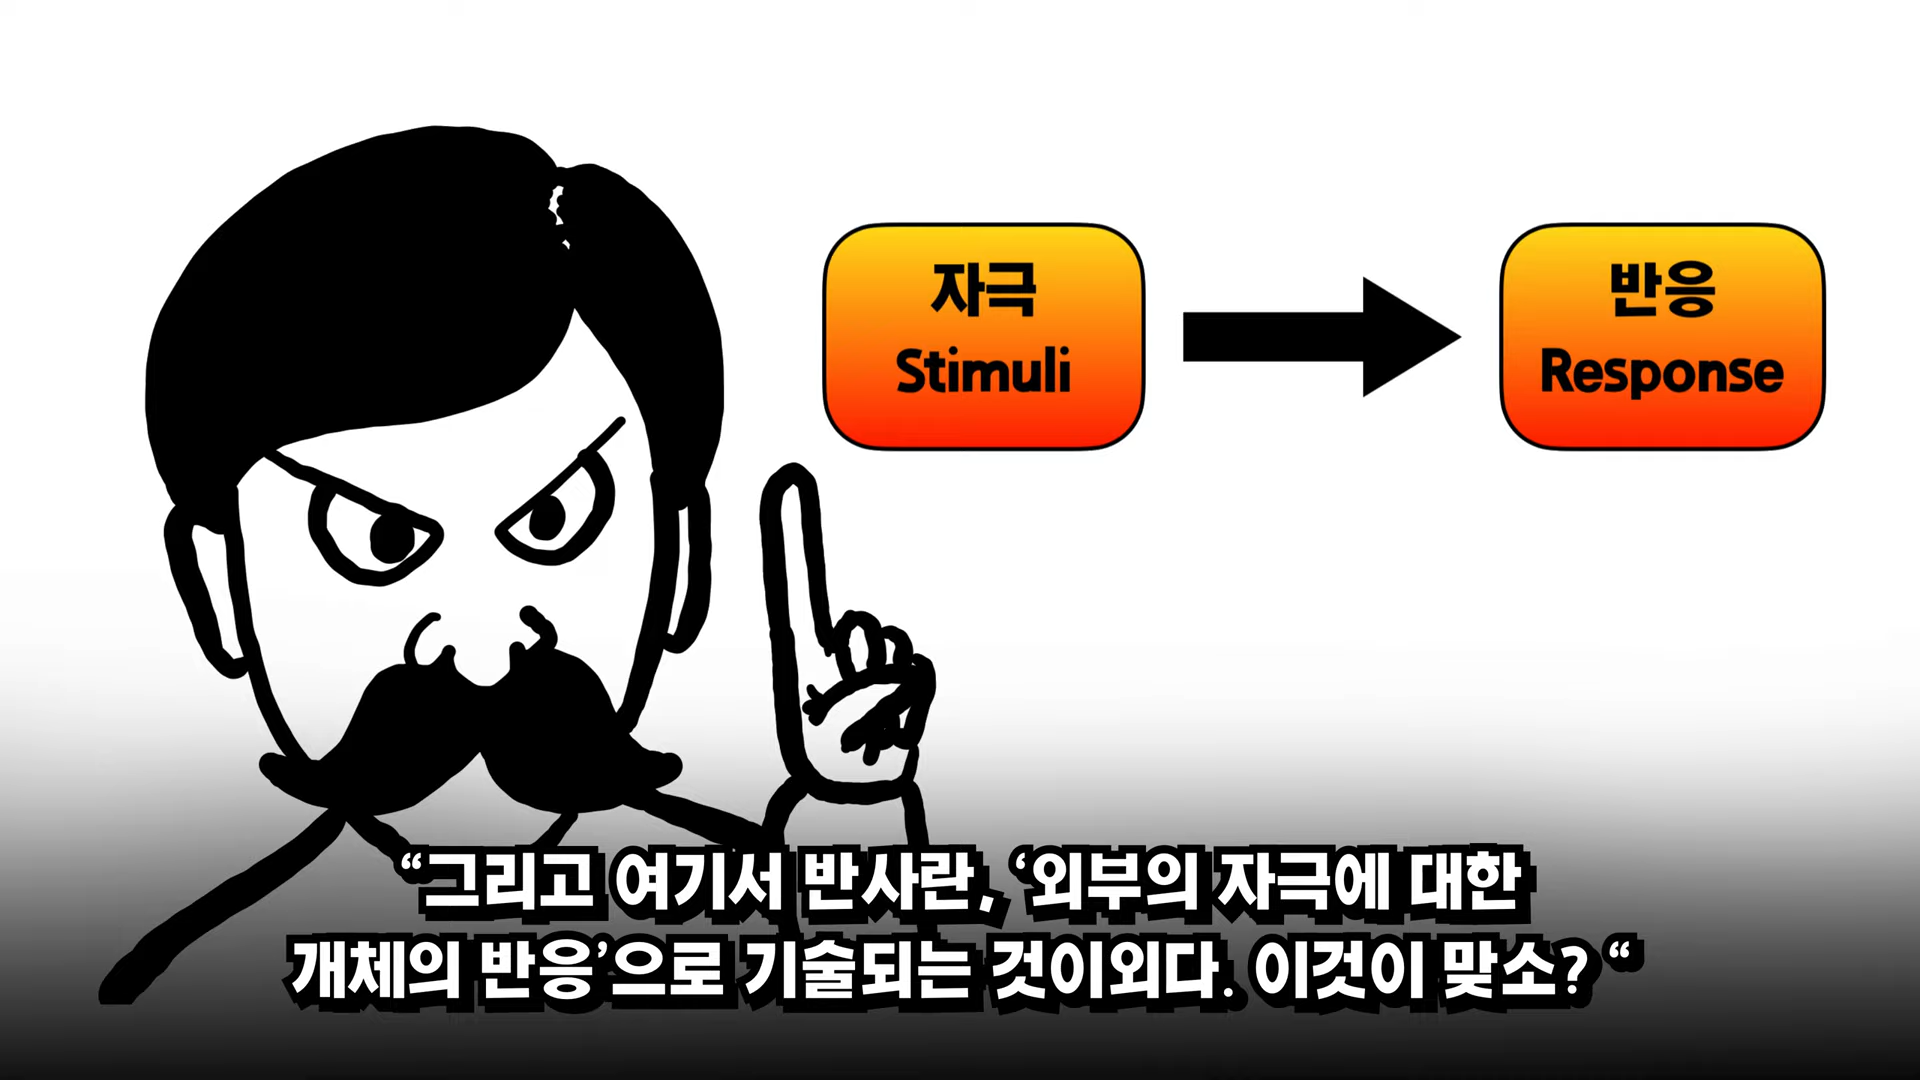 자극
Stimuli
반응
Response
“그리고 여기서 반사란, ‘외부의 자극에 대한
개체의 반응’으로 기술되는 것이외다. 이것이 맞소? “